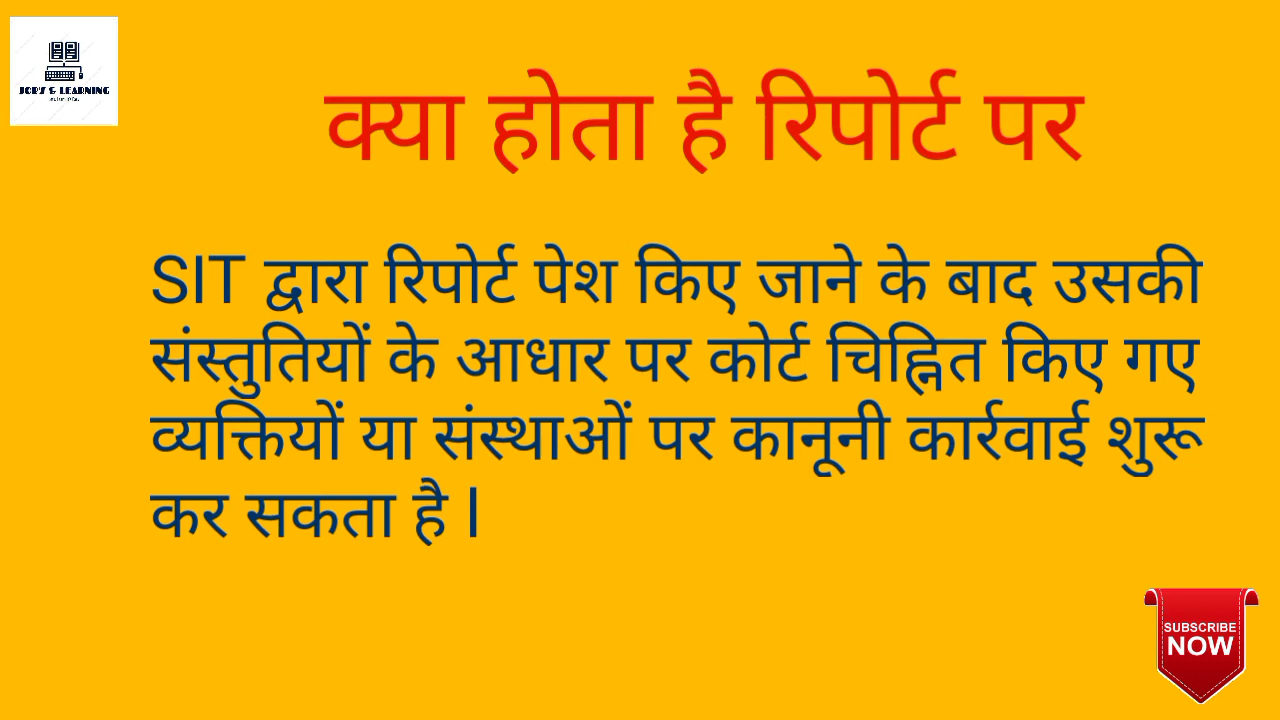 JOBS & LEARNING
क्या होता है रिपोर्ट पर
SIT द्वारा रिपोर्ट पेश किए जाने के बाद उसकी
संस्तुतियों के आधार पर कोर्ट चिह्नित किए गए
व्यक्तियों या संस्थाओं पर कानूनी कार्रवाई शुरू
कर सकता है l
SUBSCRIBE
NOW